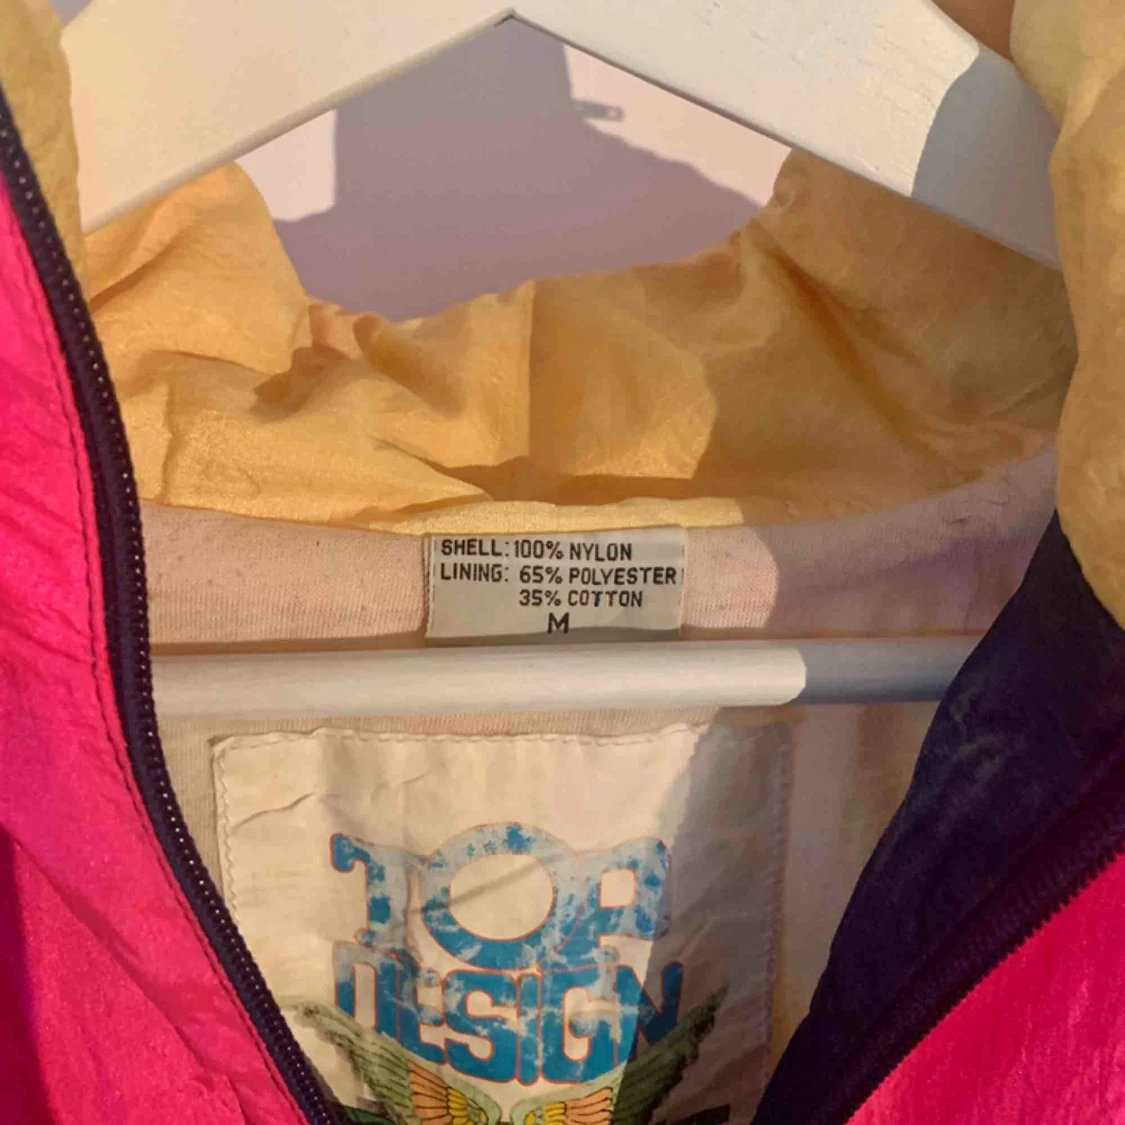 SHELL: 100% NYLON
LINING: 65% POLYESTER
35% COTTON
M
TOP
DESIGN